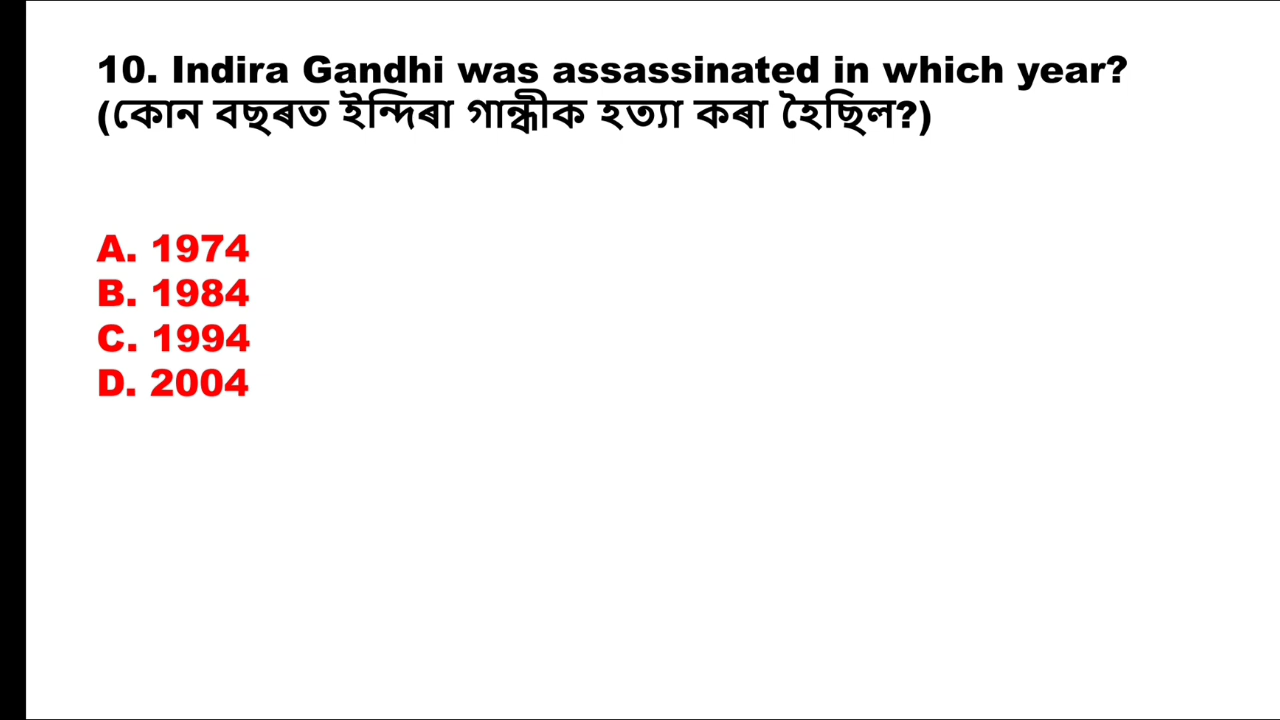 10. Indira Gandhi was assassinated in which year?
(কোন বছৰত ইন্দিৰা গান্ধীক হত্যা কৰা হৈছিল?)
A. 1974
B. 1984
C. 1994
D. 2004